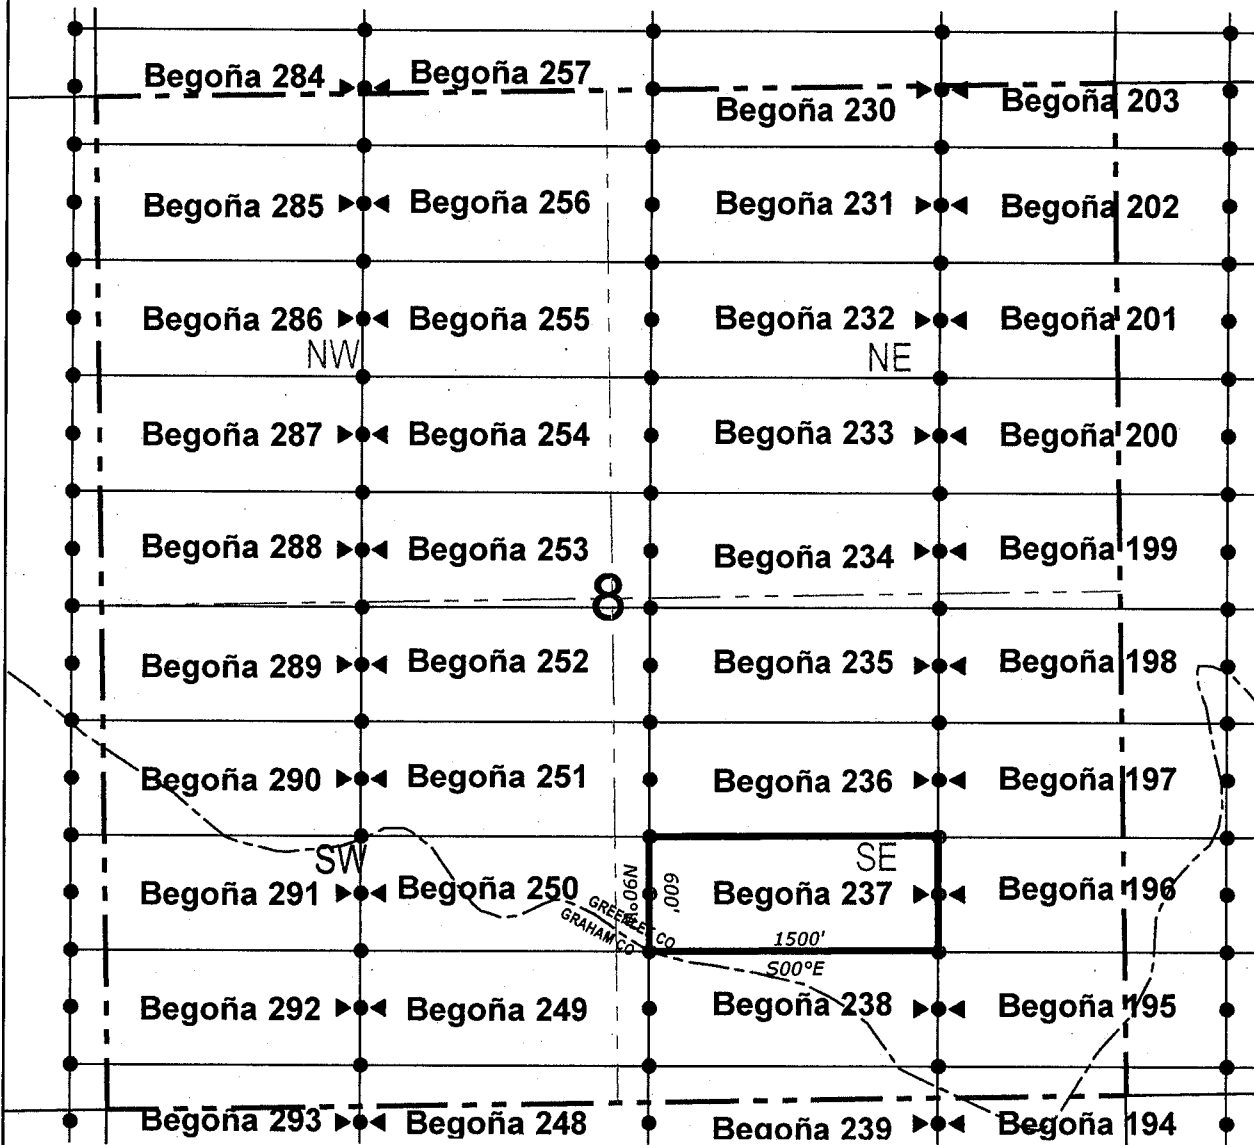 Begoña 284 Begoña 257 Begoña 230 Begoña 203
Begoña 285 Begoña 256 Begoña 231 Begoña 202
Begoña 286 Begoña 255 Begoña 232 Begoña 201
NW NE
Begoña 287 Begoña 254 Begoña 233 Begoña 200
Begoña 288 Begoña 253 Begoña 234 Begoña 199
8
Begoña 289 Begoña 252 Begoña 235 Begoña 198
Begoña 290 Begoña 251 Begoña 236 Begoña 197
SW SE
Begoña 291 Begoña 250 N90°E 600' Begoña 237 Begoña 196
GREENLEE CO
GRAHAM CO
1500'
S00°E
Begoña 292 Begoña 249 Begoña 238 Begoña 195
Begoña 293 Begoña 248 Begoña 239 Begoña 194